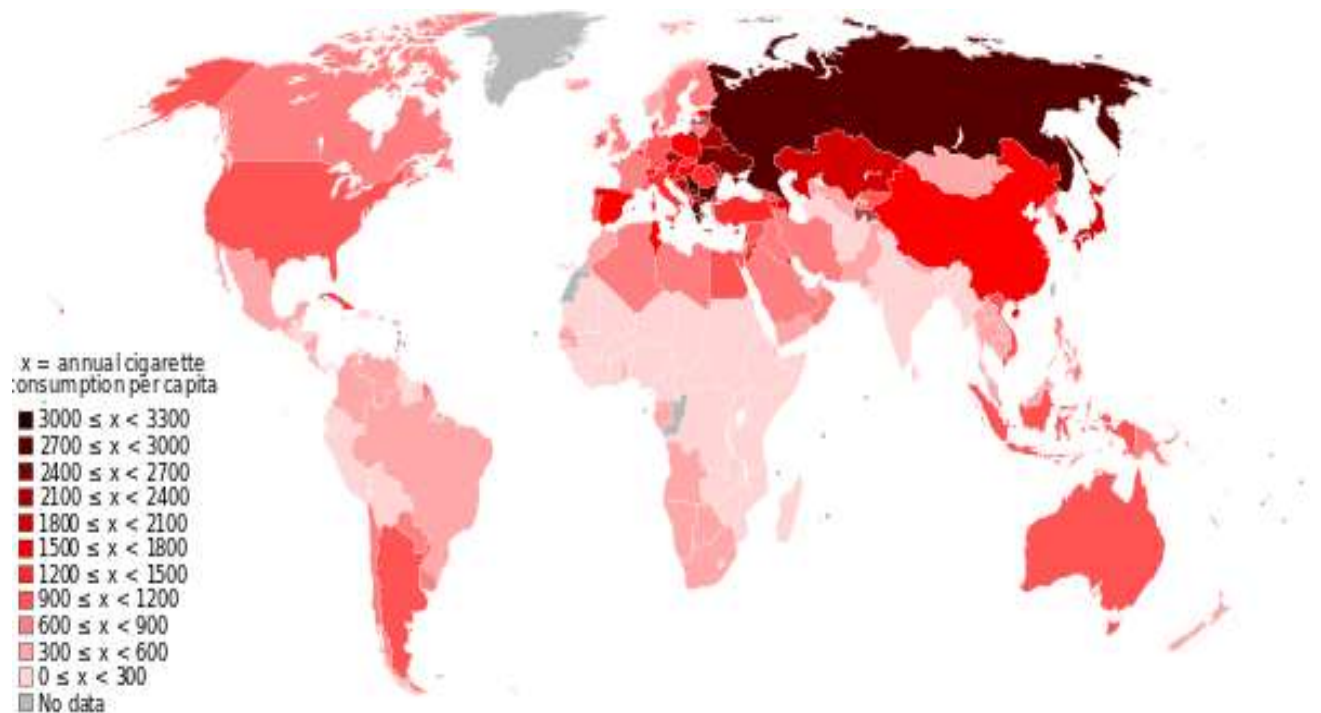 x = annual cigarette
consumption per capita
3000 ≤ x < 3300
2700 ≤ x < 3000
2400 ≤ x < 2700
2100 ≤ x < 2400
1800 ≤ x < 2100
1500 ≤ x < 1800
1200 ≤ x < 1500
900 ≤ x < 1200
600 ≤ x < 900
300 ≤ x < 600
0 ≤ x < 300
No data